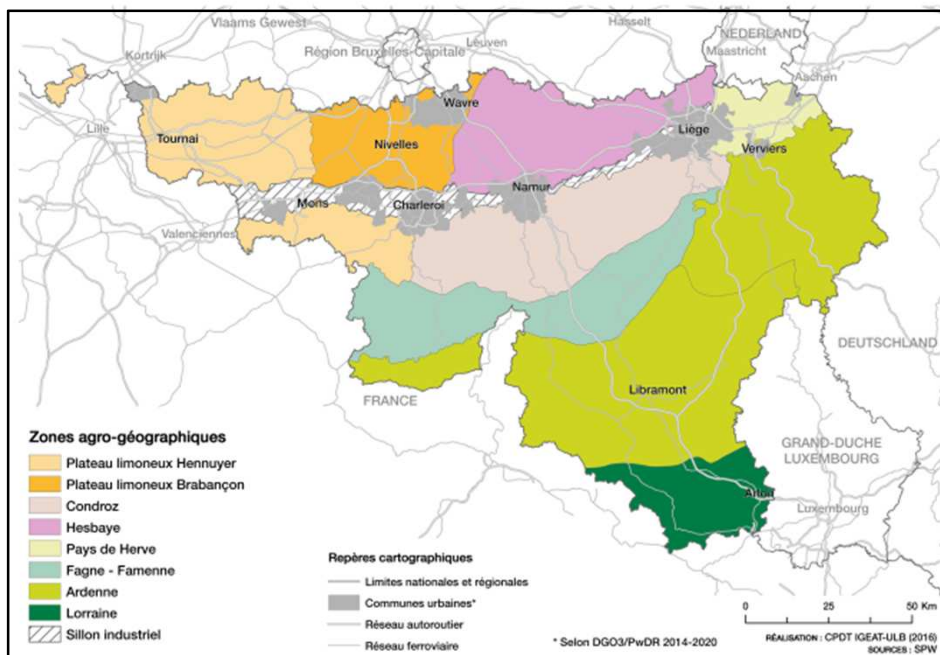 Vlaams Gewest
Hasselt
NEDERLAND
Kortrijk
Région Bruxelles-Capitale
Leuven
Maastricht
Aachen
Wavre
Lille
Tournai
Nivelles
Liège
Verviers
Namur
Mons
Charleroi
Valenciennes
DEUTSCHLAND
Libramont
FRANCE
GRAND-DUCHE
LUXEMBOURG
Arlon
Luxembourg
Zones agro-géographiques
Plateau limoneux Hennuyer
Plateau limoneux Brabançon
Condroz
Hesbaye
Pays de Herve
Fagne - Famenne
Ardenne
Lorraine
Sillon industriel
Repères cartographiques
Limites nationales et régionales
Communes urbaines*
Réseau autoroutier
Réseau ferroviaire
* Selon DGO3/PwDR 2014-2020
0 25 50 Km
RÉALISATION : CPDT IGEAT-ULB (2016)
SOURCES : SPW